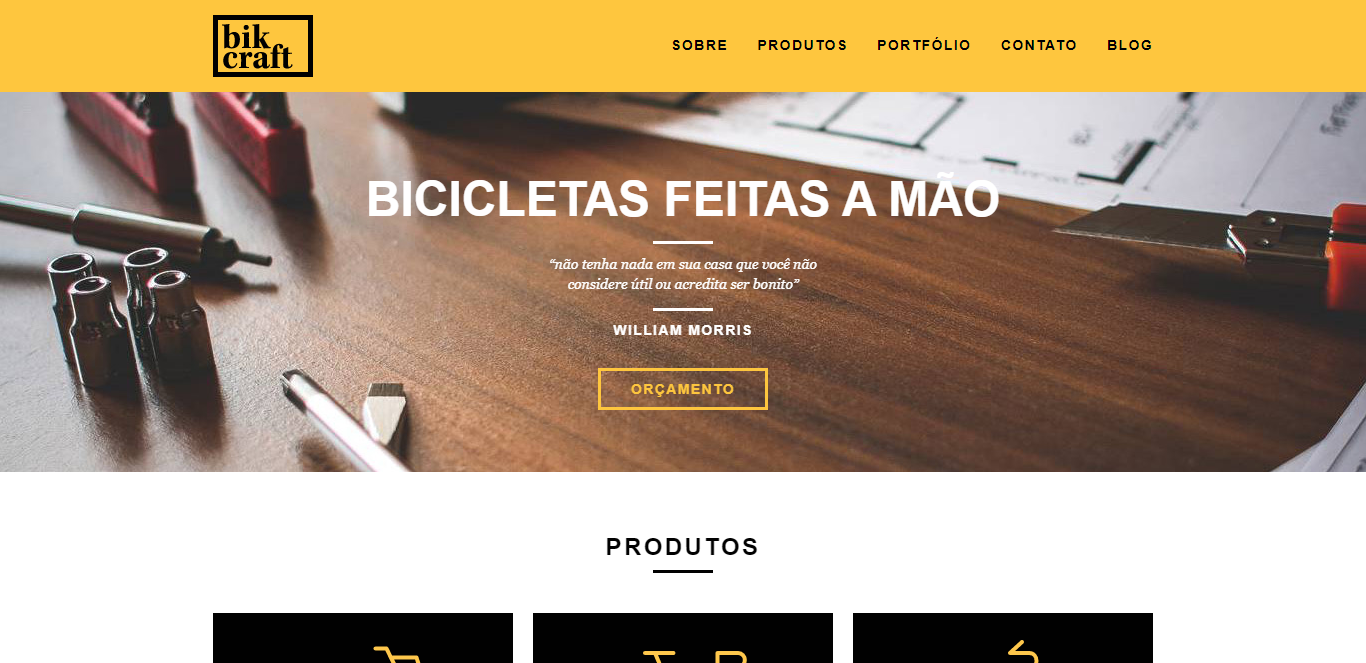 bik
craft
SOBRE PRODUTOS PORTFÓLIO CONTATO BLOG
BICICLETAS FEITAS A MÃO
“não tenha nada em sua casa que você não
considere útil ou acredita ser bonito”
WILLIAM MORRIS
ORÇAMENTO
PRODUTOS